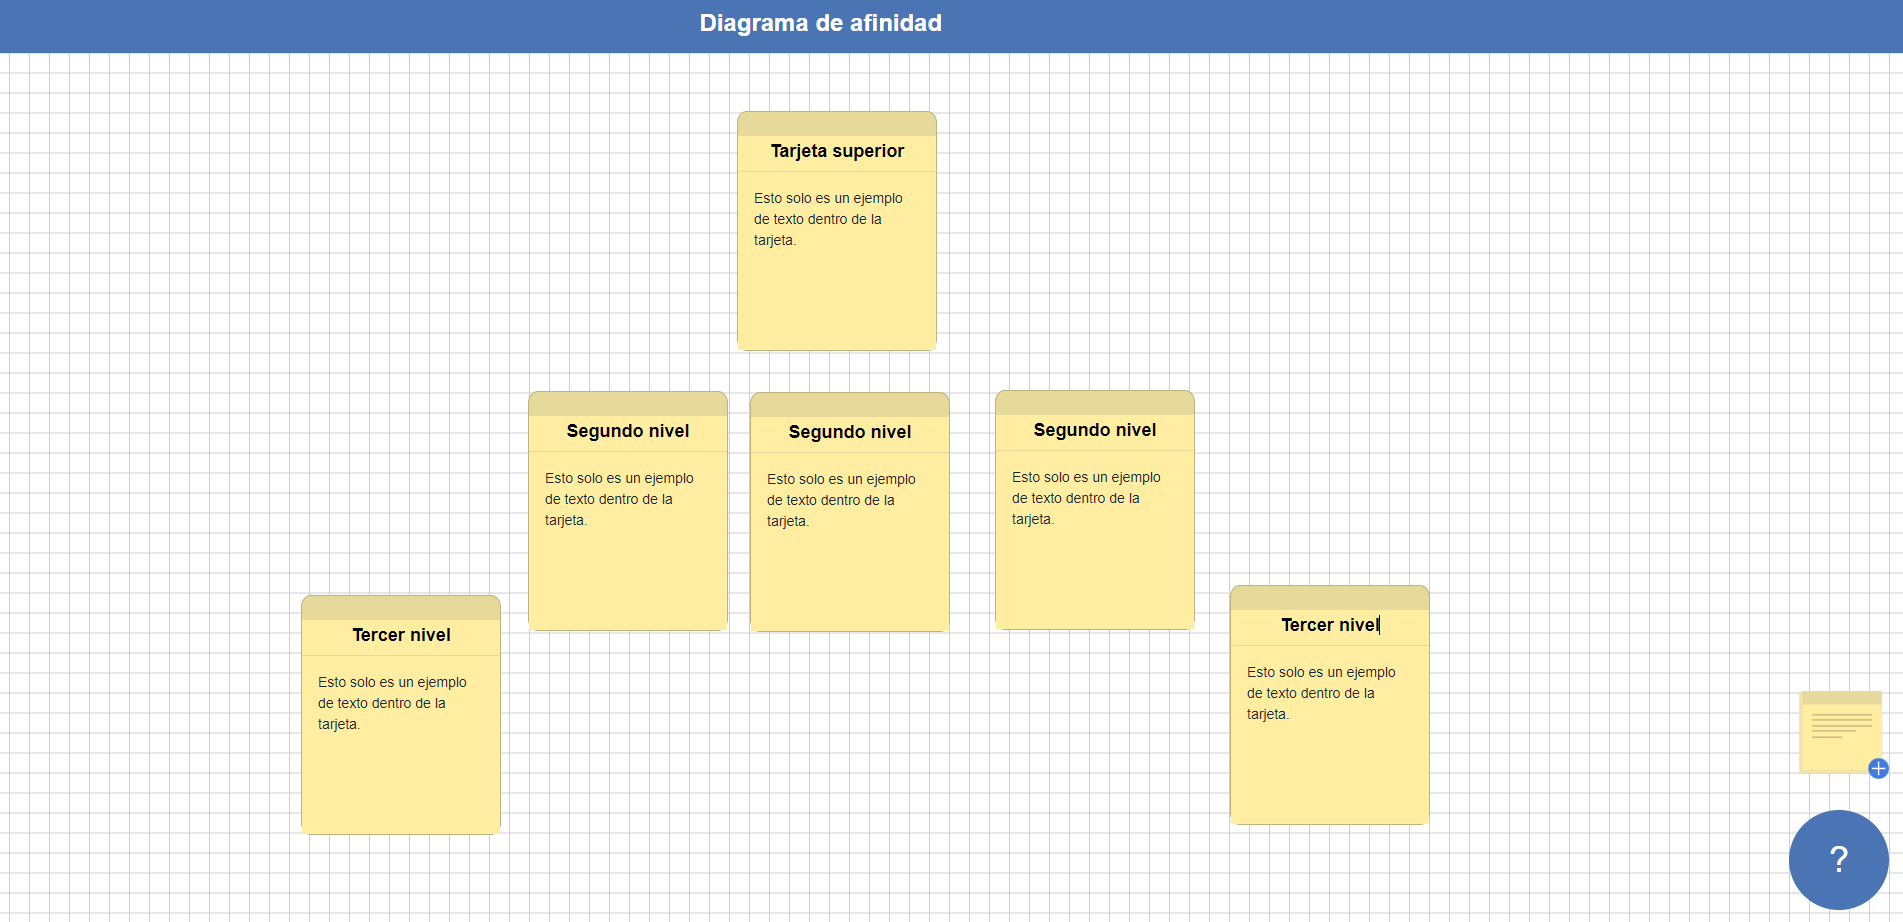 Diagrama de afinidad
Tarjeta superior
Esto solo es un ejemplo
de texto dentro de la
tarjeta.
Segundo nivel
Esto solo es un ejemplo
de texto dentro de la
tarjeta.
Segundo nivel
Esto solo es un ejemplo
de texto dentro de la
tarjeta.
Segundo nivel
Esto solo es un ejemplo
de texto dentro de la
tarjeta.
Tercer nivel
Esto solo es un ejemplo
de texto dentro de la
tarjeta.
Tercer nivel
Esto solo es un ejemplo
de texto dentro de la
tarjeta.
?